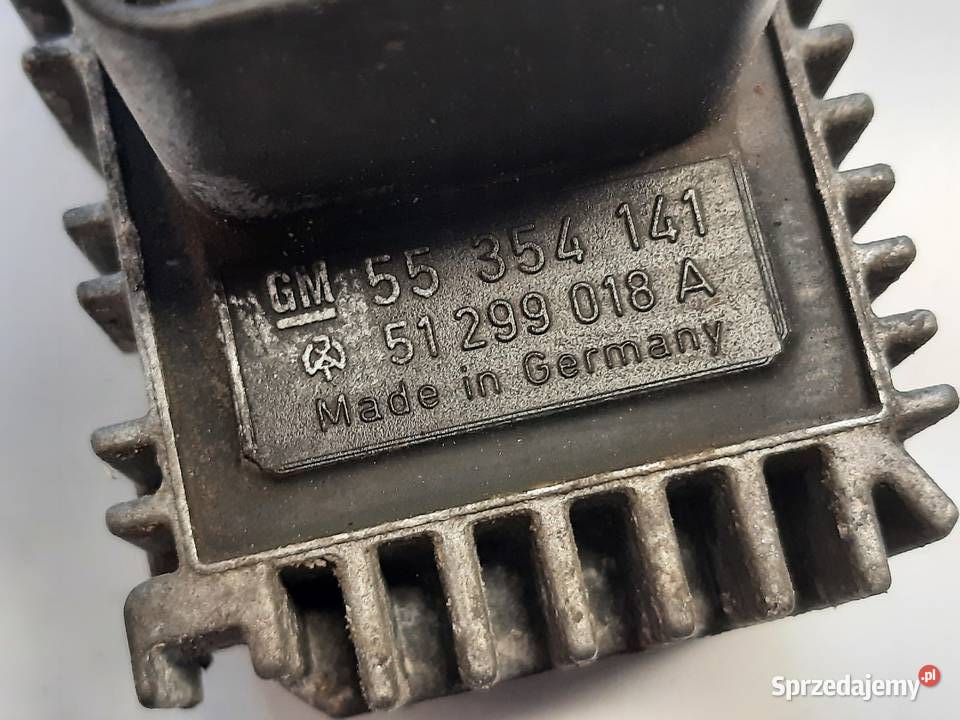 GM 55 354 141
51 299 018 A
Made in Germany
Sprzedajemy.pl